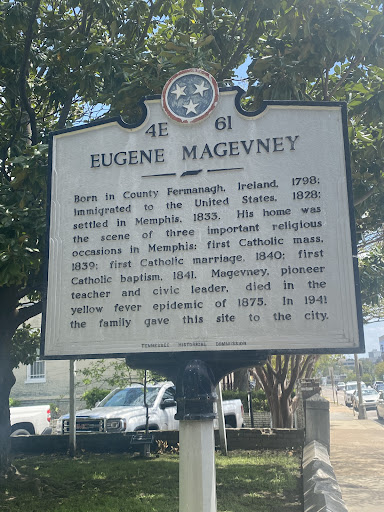 4E 61
EUGENE MAGEVNEY
Born in County Fermanagh, Ireland, 1798;
immigrated to the United States, 1828;
settled in Memphis, 1833. His home was
the scene of three important religious
occasions in Memphis: first Catholic mass,
1839; first Catholic marriage, 1840; first
Catholic baptism, 1841. Magevney, pioneer
teacher and civic leader, died in the
yellow fever epidemic of 1873. In 1941
the family gave this site to the city.
TENNESSEE HISTORICAL COMMISSION